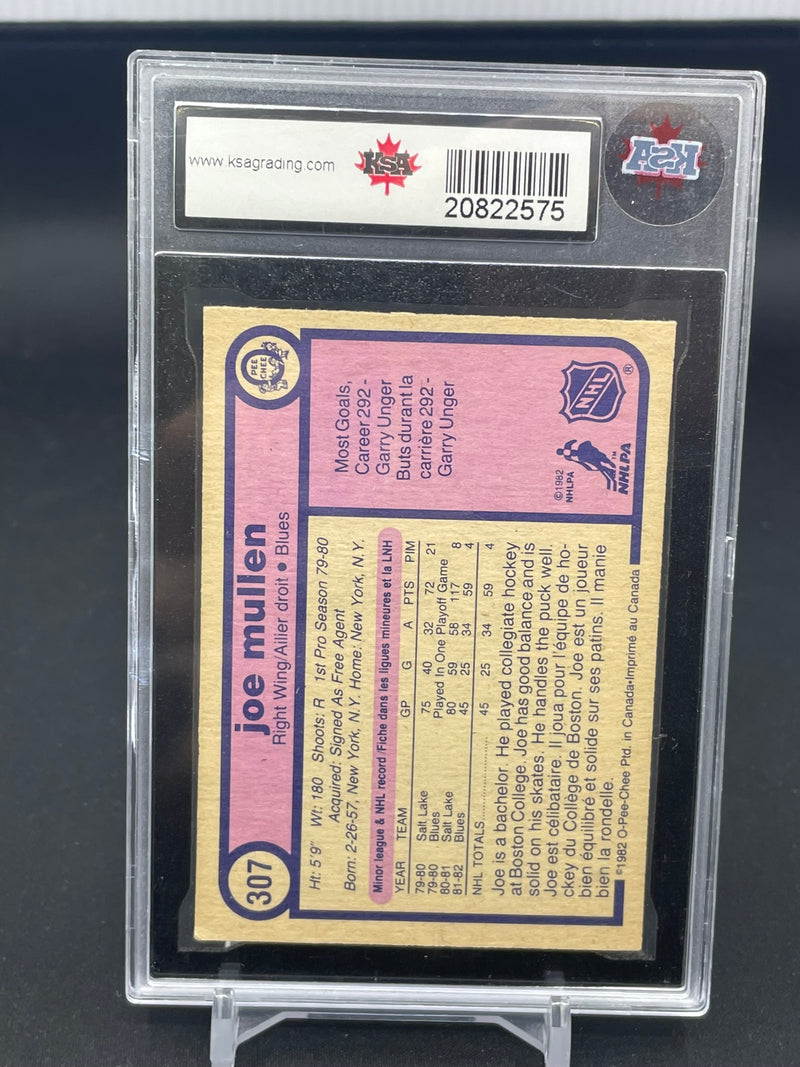 www.ksagrading.com
KSA
20822575
KSA
307
joe mullen
Right Wing/Ailier droit • Blues
O
PEE
CHEE
Ht: 5'9" Wt: 180 Shoots: R 1st Pro Season 79-80
Acquired: Signed As Free Agent
Born: 2-26-57, New York, N.Y. Home: New York, N.Y.
Minor league & NHL record/Fiche dans les ligues mineures et la LNH
YEAR TEAM GP G A PTS PIM
79-80 Salt Lake 75 40 32 72 21
79-80 Blues Played In One Playoff Game
80-81 Salt Lake 80 59 58 117 8
81-82 Blues 45 25 34 59 4
NHL TOTALS.................... 45 25 34 59 4
Joe is a bachelor. He played collegiate hockey
at Boston College. Joe has good balance and is
solid on his skates. He handles the puck well.
Joe est célibataire. Il joua pour l'équipe de ho-
ckey du Collège de Boston. Joe est un joueur
bien équilibré et solide sur ses patins. Il manie
bien la rondelle.
©1982 O-Pee-Chee Ptd. in Canada•Imprimé au Canada
Most Goals,
Career 292 -
Garry Unger
Buts durant la
carrière 292 -
Garry Unger
©1982
NHLPA
NHLPA™
NHL®